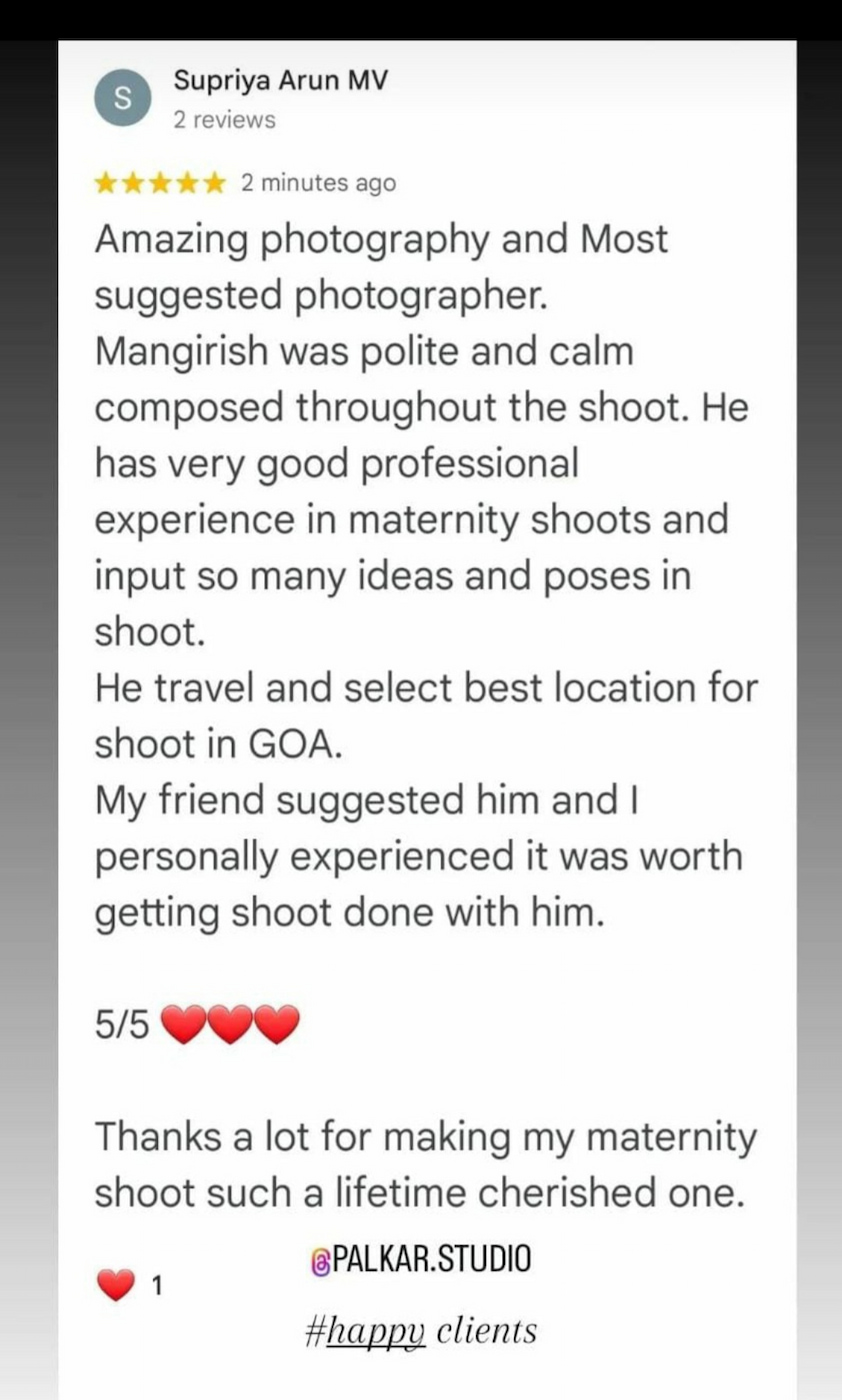 S
Supriya Arun MV
2 reviews
★★★★★ 2 minutes ago
Amazing photography and Most
suggested photographer.
Mangirish was polite and calm
composed throughout the shoot. He
has very good professional
experience in maternity shoots and
input so many ideas and poses in
shoot.
He travel and select best location for
shoot in GOA.
My friend suggested him and I
personally experienced it was worth
getting shoot done with him.
5/5 ❤️❤️❤️
Thanks a lot for making my maternity
shoot such a lifetime cherished one.
@PALKAR.STUDIO
❤️ 1
#happy clients